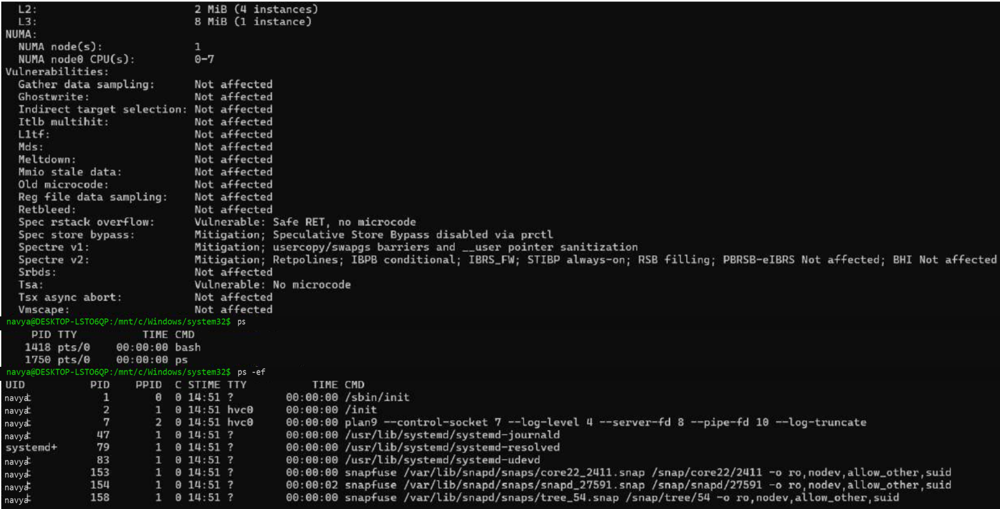 L2: 2 MiB (4 instances)
L3: 8 MiB (1 instance)
NUMA:
NUMA node(s): 1
NUMA node0 CPU(s): 0-7
Vulnerabilities:
Gather data sampling: Not affected
Ghostwrite: Not affected
Indirect target selection: Not affected
Itlb multihit: Not affected
L1tf: Not affected
Mds: Not affected
Meltdown: Not affected
Mmio stale data: Not affected
Old microcode: Not affected
Reg file data sampling: Not affected
Retbleed: Not affected
Spec rstack overflow: Vulnerable: Safe RET, no microcode
Spec store bypass: Mitigation; Speculative Store Bypass disabled via prctl
Spectre v1: Mitigation; usercopy/swapgs barriers and __user pointer sanitization
Spectre v2: Mitigation; Retpolines; IBPB conditional; IBRS_FW; STIBP always-on; RSB filling; PBRSB-eIBRS Not affected; BHI Not affected
Srbds: Not affected
Tsa: Vulnerable: No microcode
Tsx async abort: Not affected
Vmscape: Not affected
navya@DESKTOP-LSTO6QP:/mnt/c/Windows/system32$ ps
PID TTY TIME CMD
1418 pts/0 00:00:00 bash
1750 pts/0 00:00:00 ps
navya@DESKTOP-LSTO6QP:/mnt/c/Windows/system32$ ps -ef
UID PID PPID C STIME TTY TIME CMD
navya 1 0 0 14:51 ? 00:00:00 /sbin/init
navya 2 1 0 14:51 hvc0 00:00:00 /init
navya 7 2 0 14:51 hvc0 00:00:00 plan9 --control-socket 7 --log-level 4 --server-fd 8 --pipe-fd 10 --log-truncate
navya 47 1 0 14:51 ? 00:00:00 /usr/lib/systemd/systemd-journald
systemd+ 79 1 0 14:51 ? 00:00:00 /usr/lib/systemd/systemd-resolved
navya 83 1 0 14:51 ? 00:00:00 /usr/lib/systemd/systemd-udevd
navya 153 1 0 14:51 ? 00:00:00 snapfuse /var/lib/snapd/snaps/core22_2411.snap /snap/core22/2411 -o ro,nodev,allow_other,suid
navya 154 1 0 14:51 ? 00:00:02 snapfuse /var/lib/snapd/snaps/snapd_27591.snap /snap/snapd/27591 -o ro,nodev,allow_other,suid
navya 158 1 0 14:51 ? 00:00:00 snapfuse /var/lib/snapd/snaps/tree_54.snap /snap/tree/54 -o ro,nodev,allow_other,suid